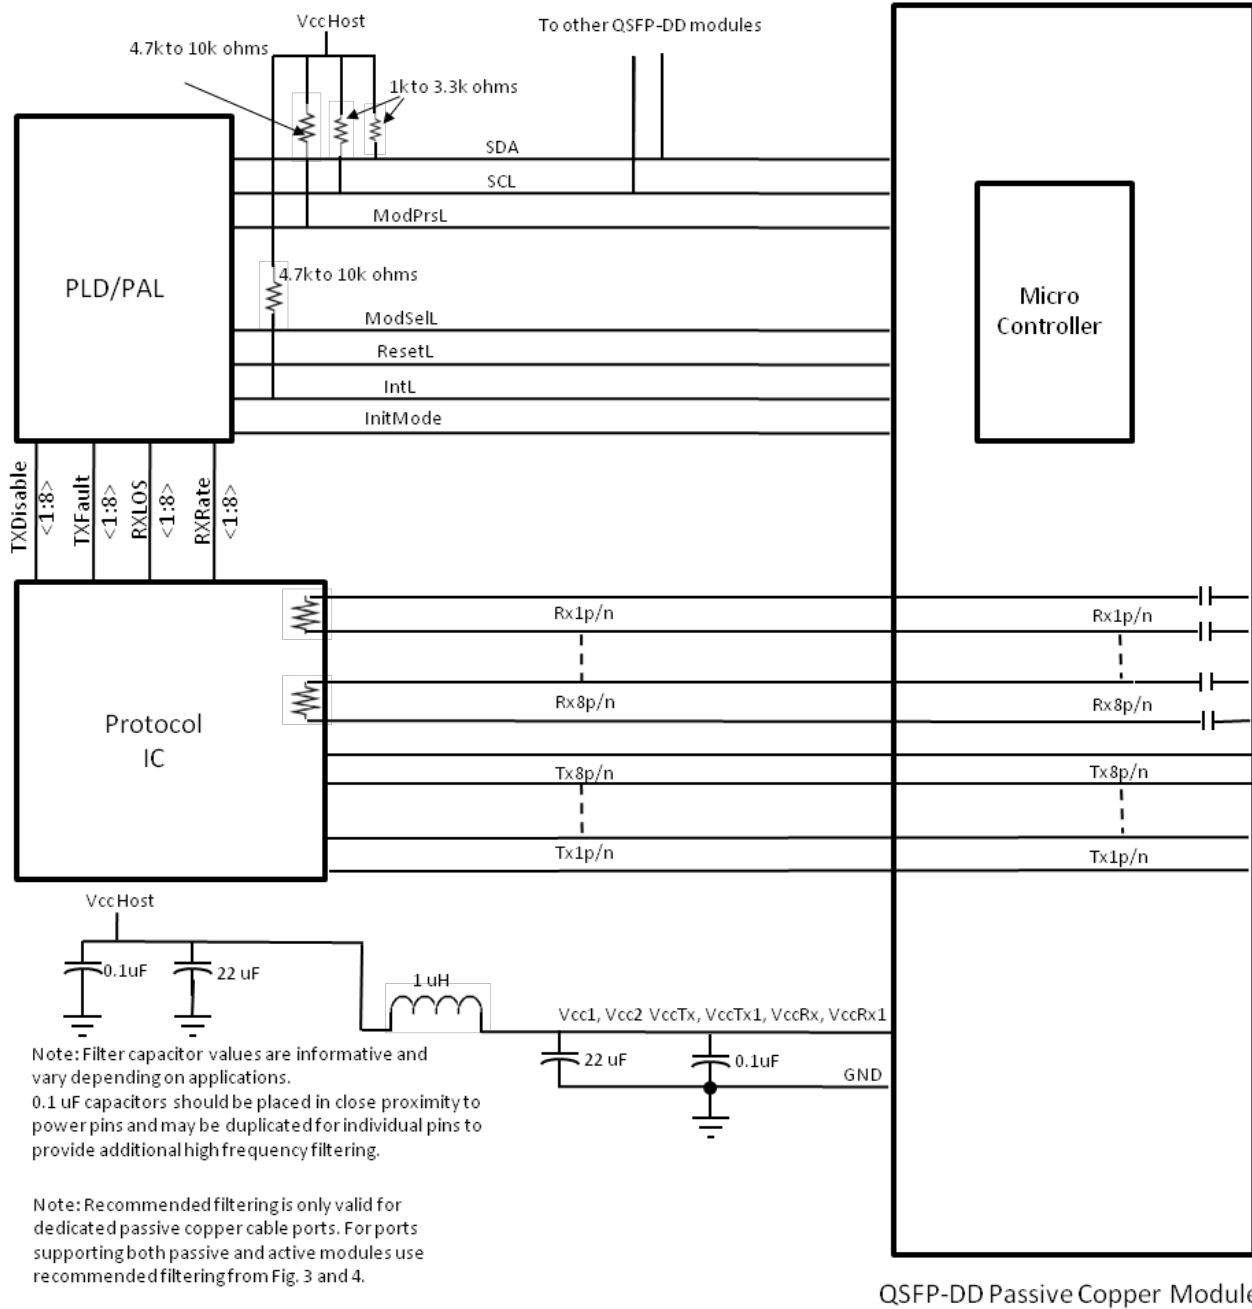 Vcc Host
To other QSFP-DD modules
4.7k to 10k ohms
1k to 3.3k ohms
SDA
SCL
ModPrsL
PLD/PAL
4.7k to 10k ohms
Micro
Controller
ModSelL
ResetL
IntL
InitMode
TXDisable
<1:8>
TXFault
<1:8>
RXLOS
<1:8>
RXRate
<1:8>
Rx1p/n
Rx1p/n
Rx8p/n
Rx8p/n
Protocol
IC
Tx8p/n
Tx8p/n
Tx1p/n
Tx1p/n
Vcc Host
0.1uF
22 uF
1 uH
Vcc1, Vcc2 VccTx, VccTx1, VccRx, VccRx1
22 uF
0.1uF
GND
Note: Filter capacitor values are informative and
vary depending on applications.
0.1 uF capacitors should be placed in close proximity to
power pins and may be duplicated for individual pins to
provide additional high frequency filtering.
Note: Recommended filtering is only valid for
dedicated passive copper cable ports. For ports
supporting both passive and active modules use
recommended filtering from Fig. 3 and 4.
QSFP-DD Passive Copper Module